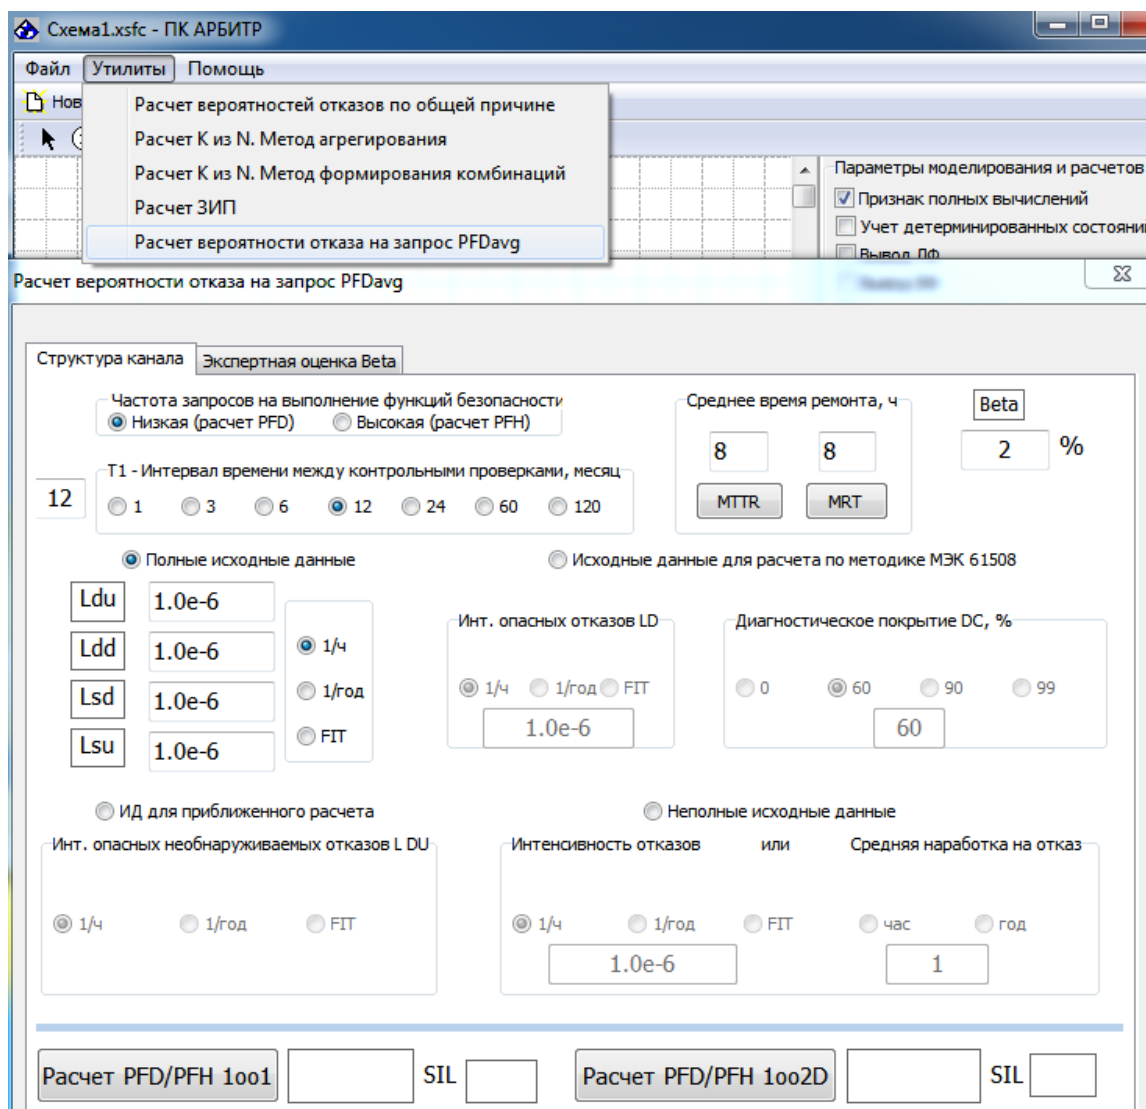 Схема1.xsfc - ПК АРБИТР
Файл Утилиты Помощь
Нов
Расчет вероятностей отказов по общей причине
Расчет К из N. Метод агрегирования
Расчет К из N. Метод формирования комбинаций
Расчет ЗИП
Расчет вероятности отказа на запрос PFDavg
Параметры моделирования и расчетов
Признак полных вычислений
Учет детерминированных состояни
Вывод ЛФ
Расчет вероятности отказа на запрос PFDavg
Структура канала Экспертная оценка Beta
Частота запросов на выполнение функций безопасности
Низкая (расчет PFD) Высокая (расчет PFH)
Среднее время ремонта, ч
8 8
MTTR MRT
Beta
2 %
T1 - Интервал времени между контрольными проверками, месяц
12 1 3 6 12 24 60 120
Полные исходные данные Исходные данные для расчета по методике МЭК 61508
Ldu 1.0e-6
Ldd 1.0e-6
Lsd 1.0e-6
Lsu 1.0e-6
1/ч
1/год
FIT
Инт. опасных отказов LD
1/ч 1/год FIT
1.0e-6
Диагностическое покрытие DC, %
0 60 90 99
60
ИД для приближенного расчета Неполные исходные данные
Инт. опасных необнаруживаемых отказов L DU
1/ч 1/год FIT
Интенсивность отказов или Средняя наработка на отказ
1/ч 1/год FIT час год
1.0e-6 1
Расчет PFD/PFH 1oo1 SIL Расчет PFD/PFH 1oo2D SIL